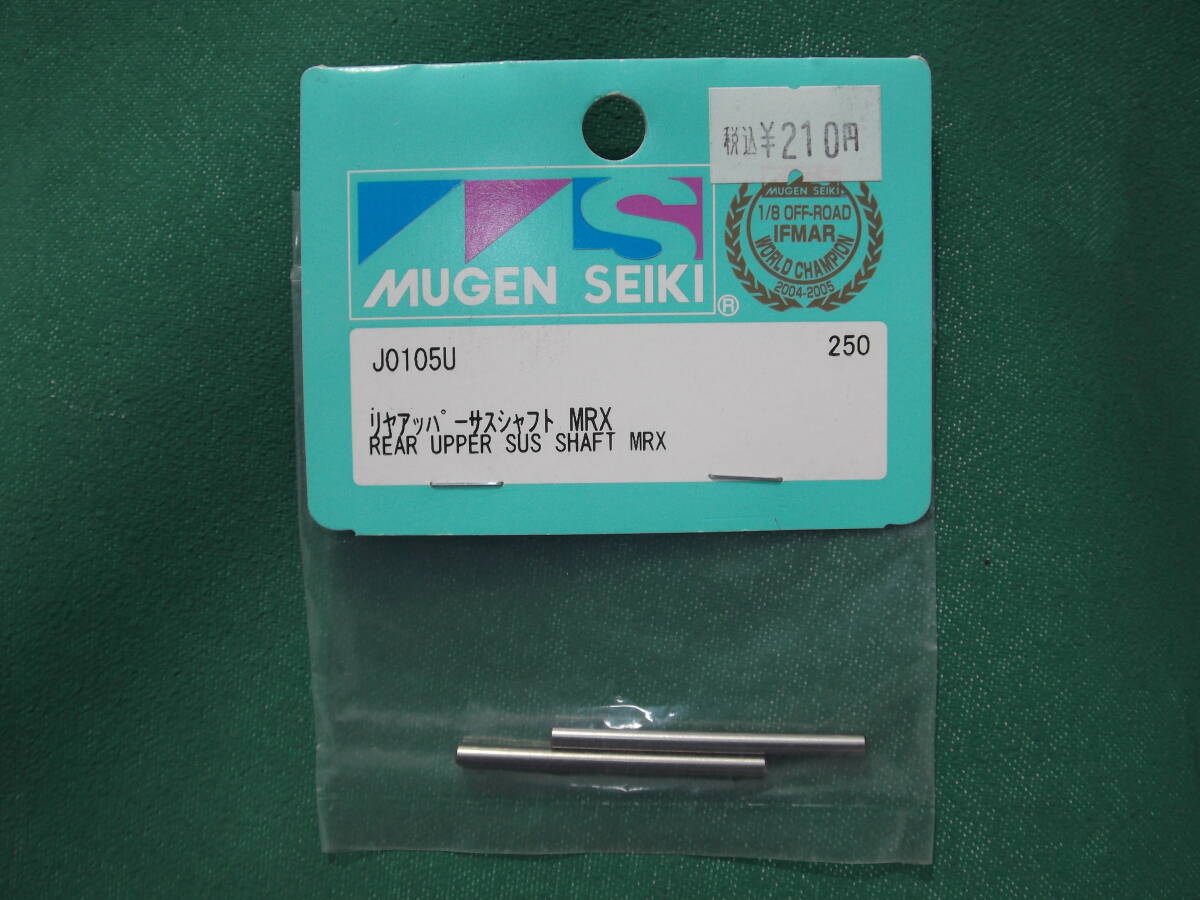 税込￥210円
MUGEN SEIKI
1/8 OFF-ROAD
IFMAR
WORLD CHAMPION
2004-2005
MS
MUGEN SEIKI®
J0105U 250
ﾘﾔｱｯﾊﾟｰｻｽｼｬﾌﾄ MRX
REAR UPPER SUS SHAFT MRX